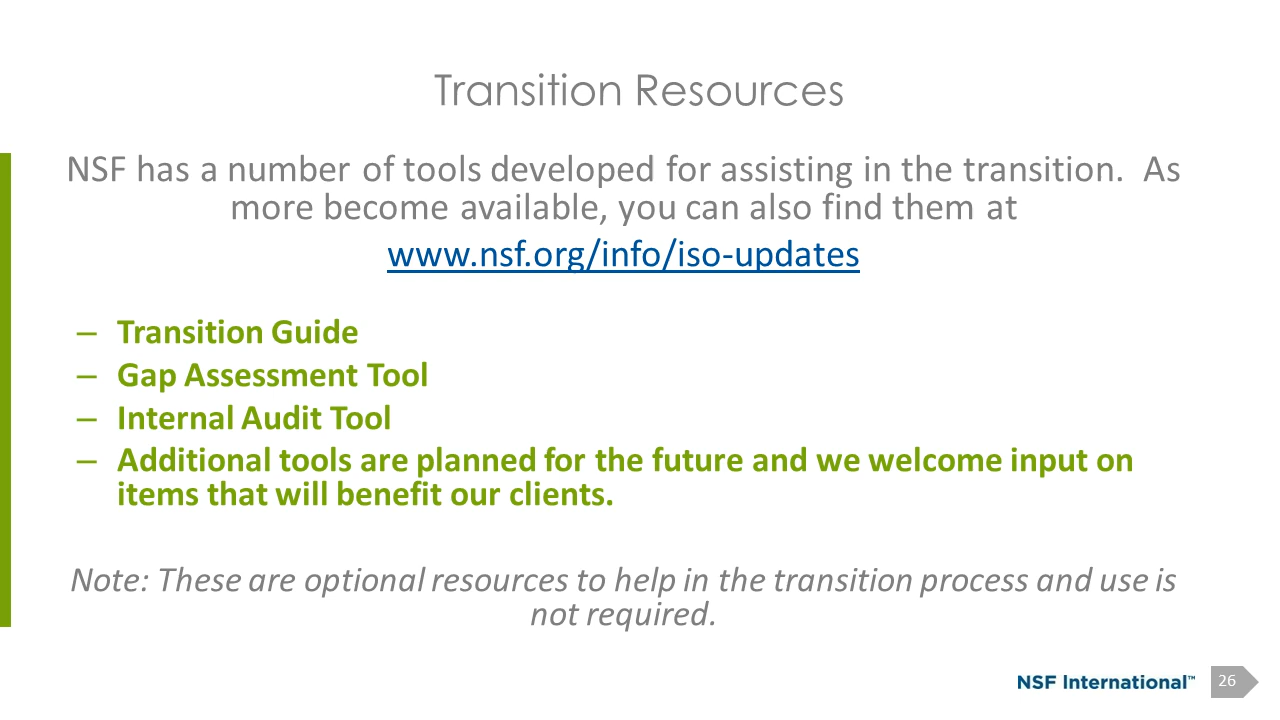 Transition Resources
NSF has a number of tools developed for assisting in the transition.  As
more become available, you can also find them at
www.nsf.org/info/iso-updates
– Transition Guide
– Gap Assessment Tool
– Internal Audit Tool
– Additional tools are planned for the future and we welcome input on
items that will benefit our clients.
Note: These are optional resources to help in the transition process and use is
not required.
NSF International™
26